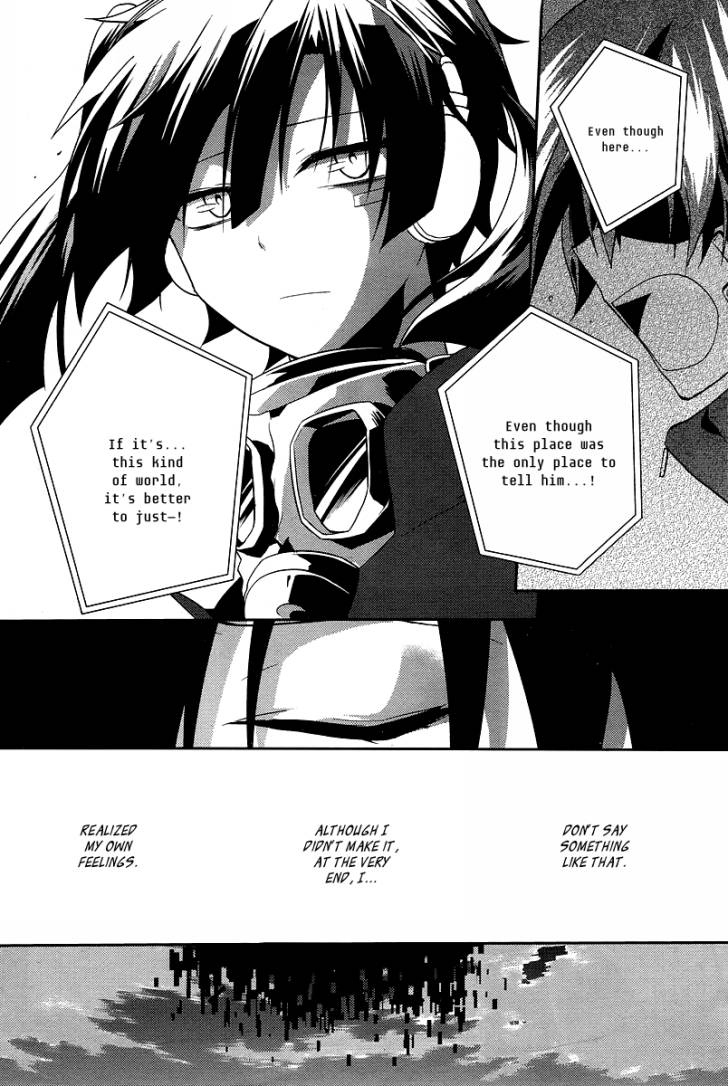 Even though
here...
Even though
this place was
the only place to
tell him...!
If it's...
this kind
of world,
it's better
to just—!
DON'T SAY
SOMETHING
LIKE THAT.
ALTHOUGH I
DIDN'T MAKE IT,
AT THE VERY
END, I...
REALIZED
MY OWN
FEELINGS.